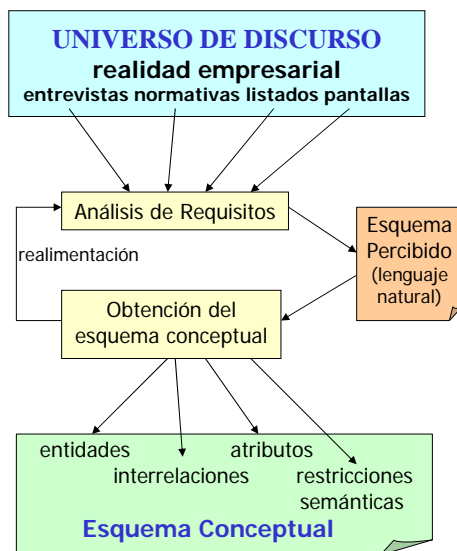 UNIVERSO DE DISCURSO
realidad empresarial
entrevistas normativas listados pantallas
Análisis de Requisitos
Esquema
Percibido
(lenguaje
natural)
realimentación
Obtención del
esquema conceptual
entidades
atributos
interrelaciones
restricciones
semánticas
Esquema Conceptual